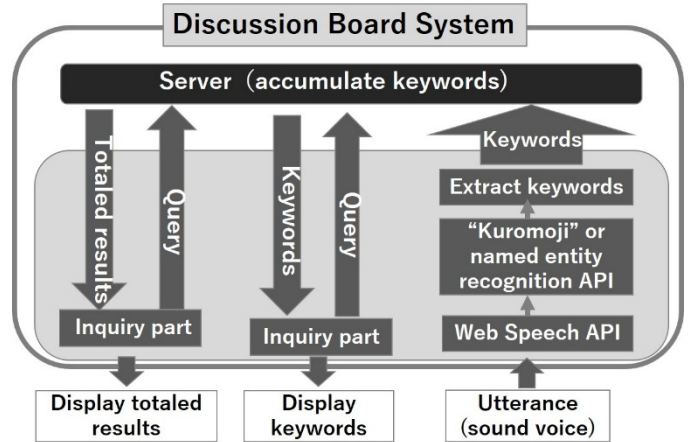 Discussion Board System
Server（accumulate keywords）
Totaled results
Query
Keywords
Query
Keywords
Extract keywords
“Kuromoji” or
named entity
recognition API
Web Speech API
Inquiry part
Inquiry part
Display totaled
results
Display
keywords
Utterance
(sound voice)